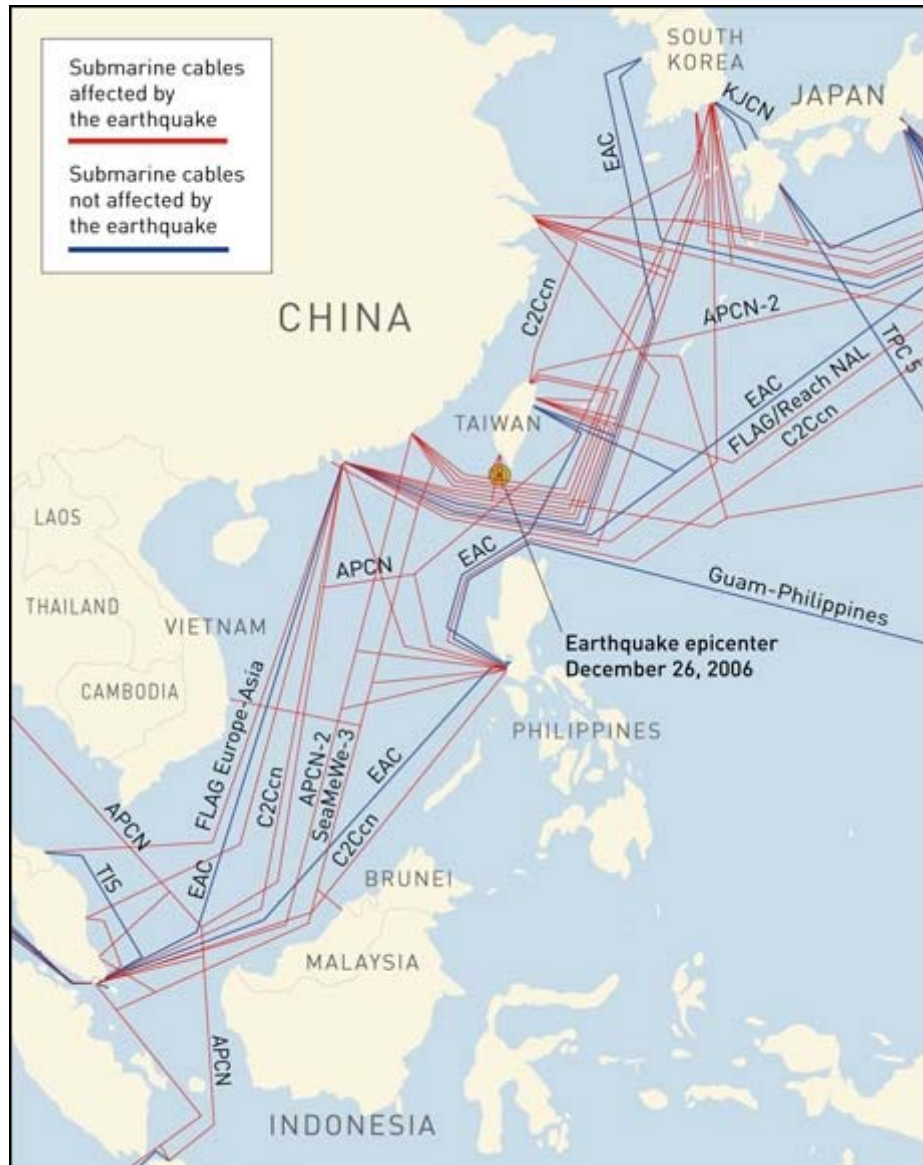 Submarine cables
affected by
the earthquake
Submarine cables
not affected by
the earthquake
SOUTH
KOREA
KJCN
JAPAN
EAC
CHINA
C2Ccn
APCN-2
TPC 5
EAC
FLAG/Reach NAL
C2Ccn
TAIWAN
LAOS
APCN
EAC
Guam-Philippines
THAILAND
VIETNAM
Earthquake epicenter
December 26, 2006
CAMBODIA
PHILIPPINES
FLAG Europe-Asia
C2Ccn
APCN-2
SeaMeWe-3
EAC
C2Ccn
APCN
TIS
EAC
BRUNEI
MALAYSIA
APCN
INDONESIA